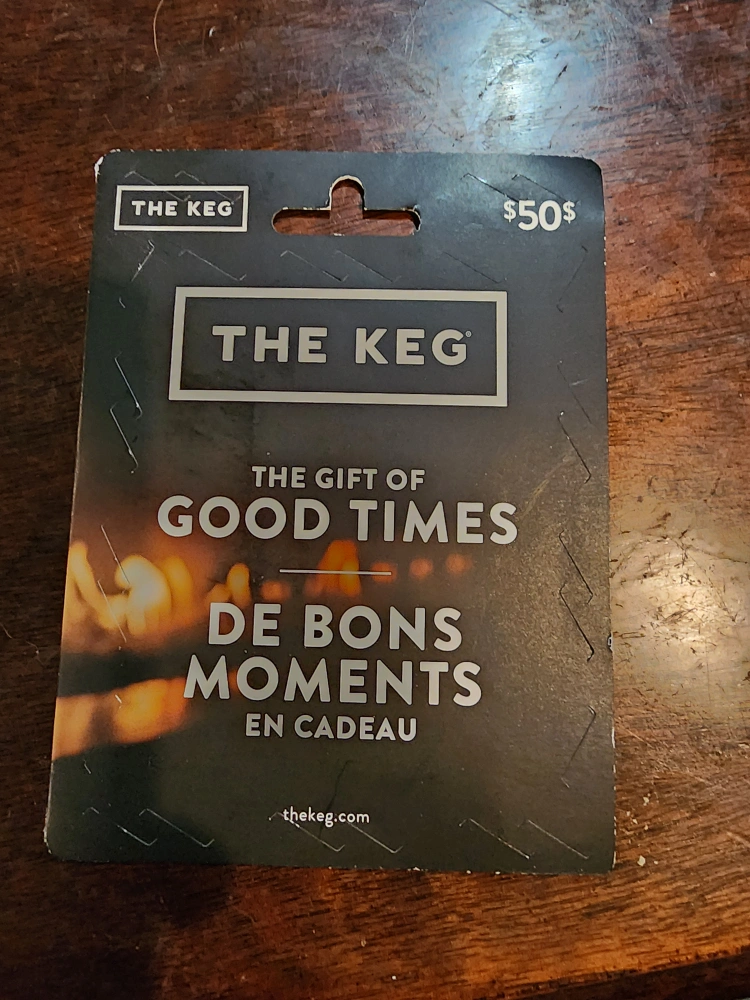 THE KEG
$50$
THE KEG®
THE GIFT OF
GOOD TIMES
DE BONS
MOMENTS
EN CADEAU
thekeg.com